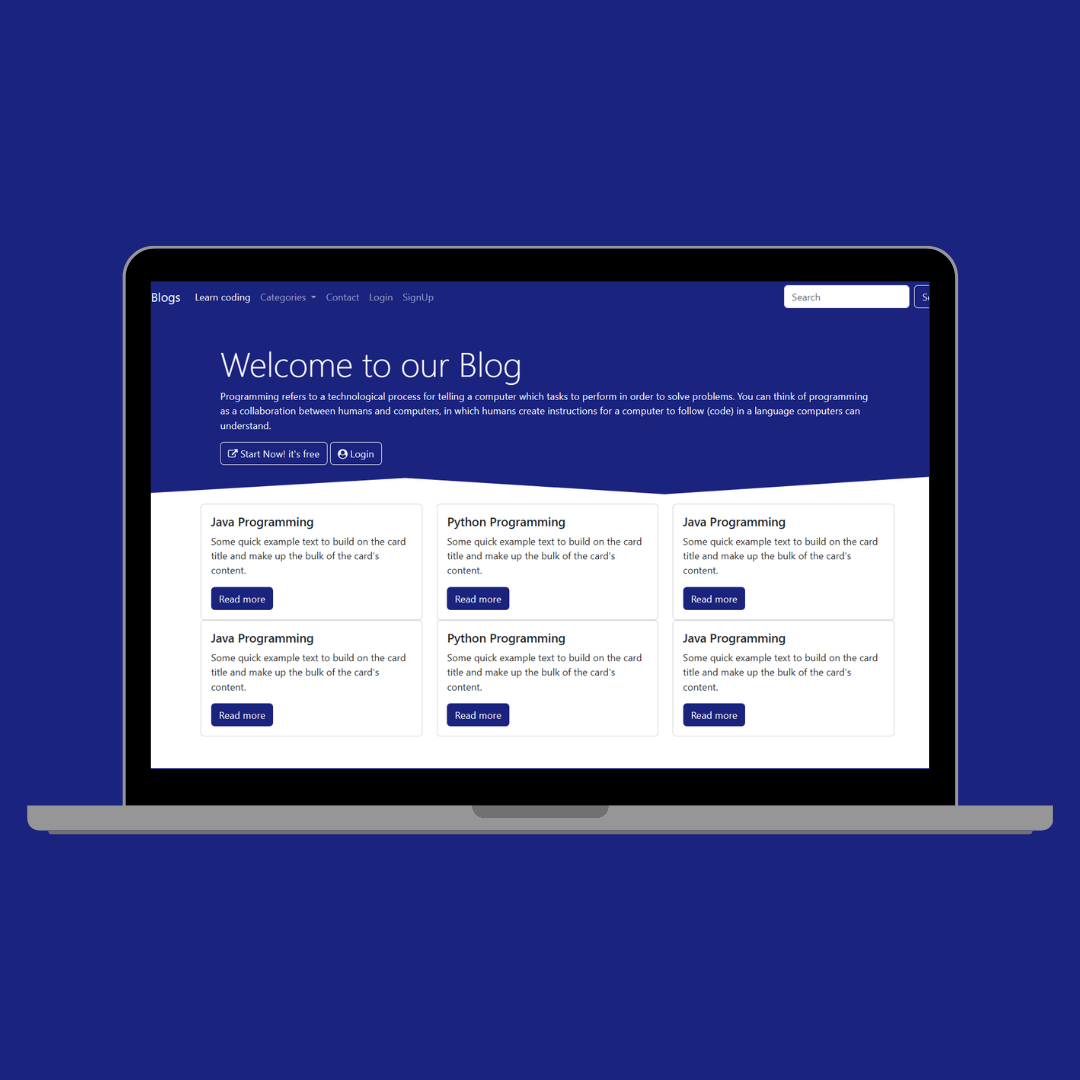 Blogs Learn coding Categories Contact Login SignUp Search
Welcome to our Blog
Programming refers to a technological process for telling a computer which tasks to perform in order to solve problems. You can think of programming
as a collaboration between humans and computers, in which humans create instructions for a computer to follow (code) in a language computers can
understand.
Start Now! it's free Login
Java Programming
Some quick example text to build on the card
title and make up the bulk of the card's
content.
Read more
Python Programming
Some quick example text to build on the card
title and make up the bulk of the card's
content.
Read more
Java Programming
Some quick example text to build on the card
title and make up the bulk of the card's
content.
Read more
Java Programming
Some quick example text to build on the card
title and make up the bulk of the card's
content.
Read more
Python Programming
Some quick example text to build on the card
title and make up the bulk of the card's
content.
Read more
Java Programming
Some quick example text to build on the card
title and make up the bulk of the card's
content.
Read more